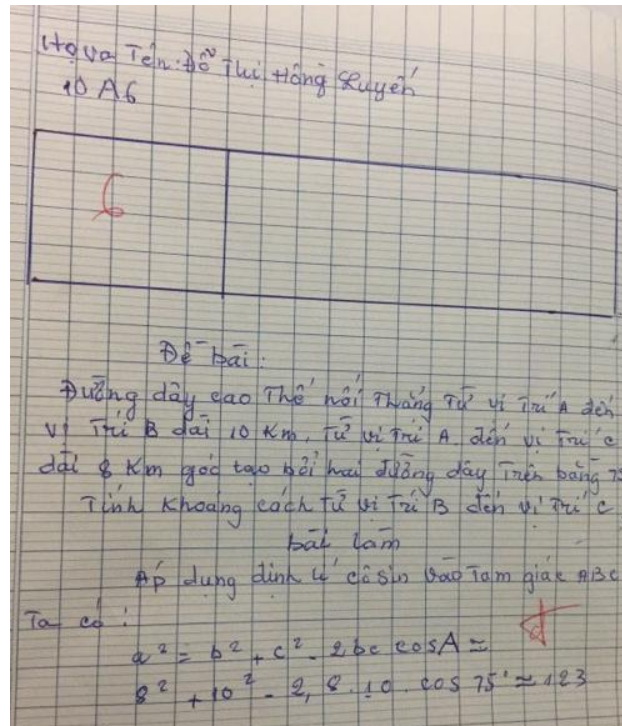 Họ và Tên: Đỗ Thị Hồng Luyến
10 A6
6
Đề bài:
Đường dây cao Thế nối Thẳng Từ vị Trí A đến
vị Trí B dài 10 Km, Từ vị Trí A đến vị Trí C
dài 8 Km góc tạo bởi hai đường dây Trên bằng 75
Tính Khoảng cách Từ vị Trí B đến vị Trí C
bài làm
Áp dụng định lí côsin vào Tam giác ABC
Ta có :
a² = b² + c² - 2bc cosA ≈
8² + 10² - 2, 8 . 10 . cos 75° ≈ 123
đ